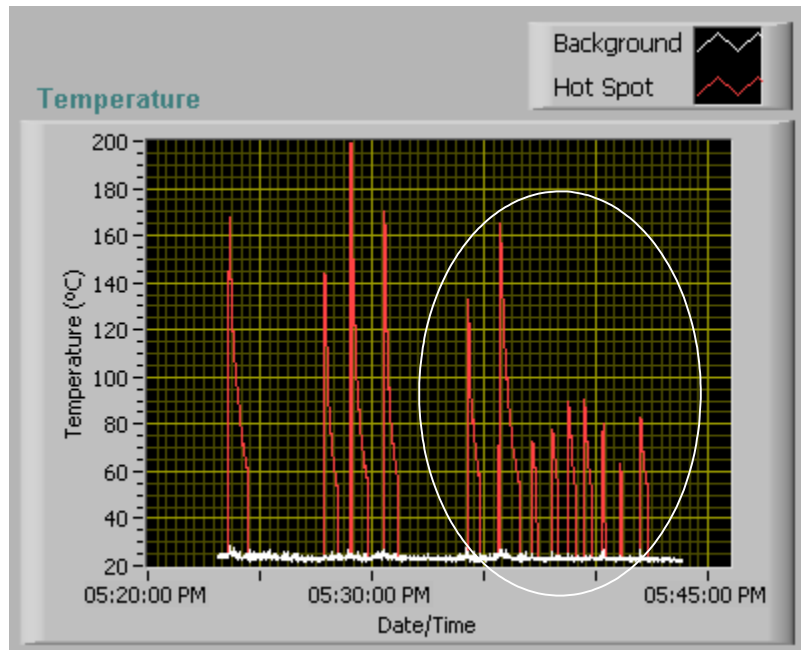 Background
Hot Spot
Temperature
200
180
160
140
120
100
80
60
40
20
Temperature (ºC)
05:20:00 PM 05:30:00 PM 05:45:00 PM
Date/Time